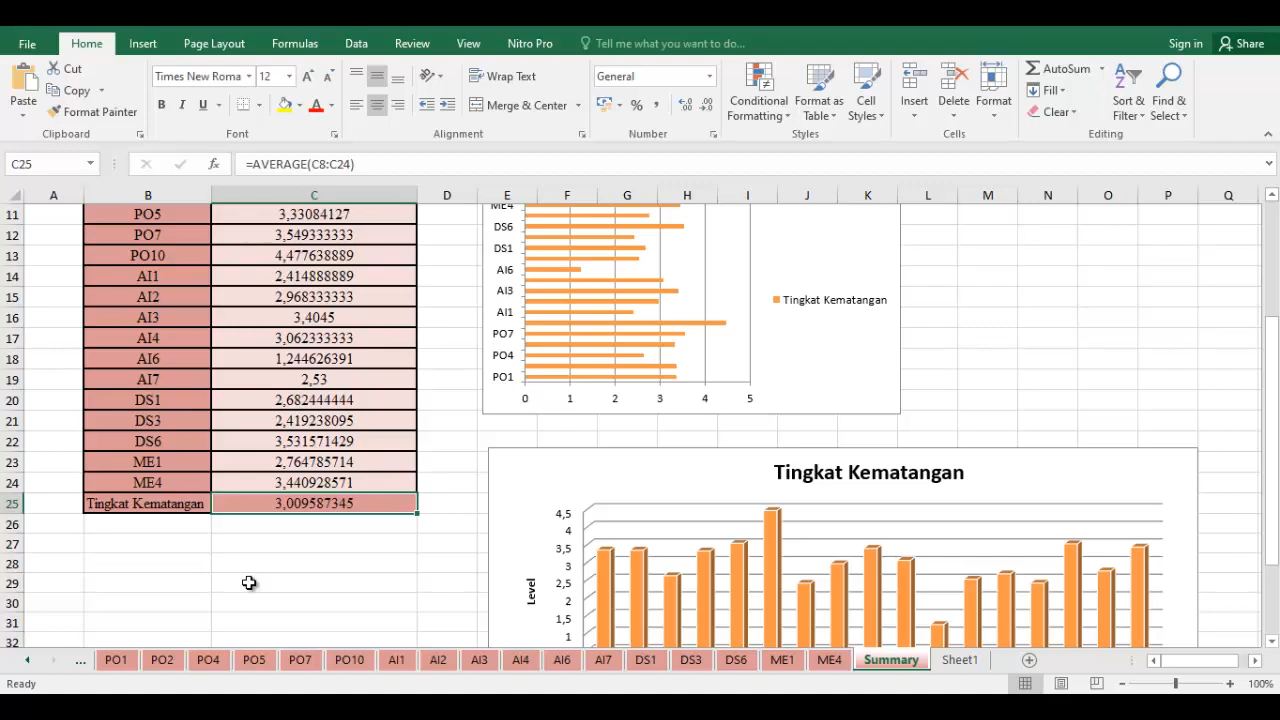 File Home Insert Page Layout Formulas Data Review View Nitro Pro Tell me what you want to do... Sign in Share
Paste
Cut
Copy
Format Painter
Clipboard
Times New Roma 12
B I U
Font
Wrap Text
Merge & Center
Alignment
General
%
Number
Conditional Formatting
Format as Table
Cell Styles
Styles
Insert Delete Format
Cells
AutoSum
Fill
Clear
Sort & Filter
Find & Select
Editing
C25 fx =AVERAGE(C8:C24)
A B C D E F G H I J K L M N O P Q
11 PO5 3,33084127
12 PO7 3,549333333
13 PO10 4,477638889
14 AI1 2,414888889
15 AI2 2,968333333
16 AI3 3,4045
17 AI4 3,062333333
18 AI6 1,244626391
19 AI7 2,53
20 DS1 2,682444444
21 DS3 2,419238095
22 DS6 3,531571429
23 ME1 2,764785714
24 ME4 3,440928571
25 Tingkat Kematangan 3,009587345
26
27
28
29
30
31
32
ME4
DS6
DS1
AI6
AI3
AI1
PO7
PO4
PO1
0 1 2 3 4 5
Tingkat Kematangan
Tingkat Kematangan
Level
4,5
4
3,5
3
2,5
2
1,5
1
... PO1 PO2 PO4 PO5 PO7 PO10 AI1 AI2 AI3 AI4 AI6 AI7 DS1 DS3 DS6 ME1 ME4 Summary Sheet1
Ready 100%